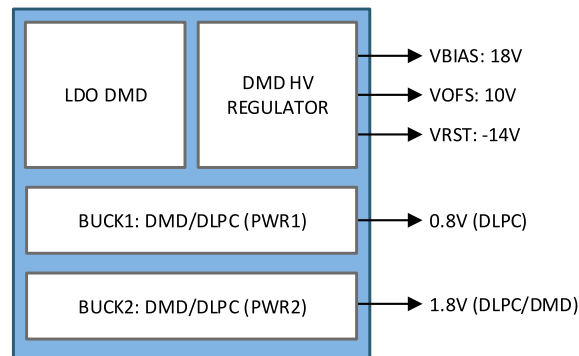 LDO DMD
DMD HV
REGULATOR
VBIAS: 18V
VOFS: 10V
VRST: -14V
BUCK1: DMD/DLPC (PWR1)
0.8V (DLPC)
BUCK2: DMD/DLPC (PWR2)
1.8V (DLPC/DMD)